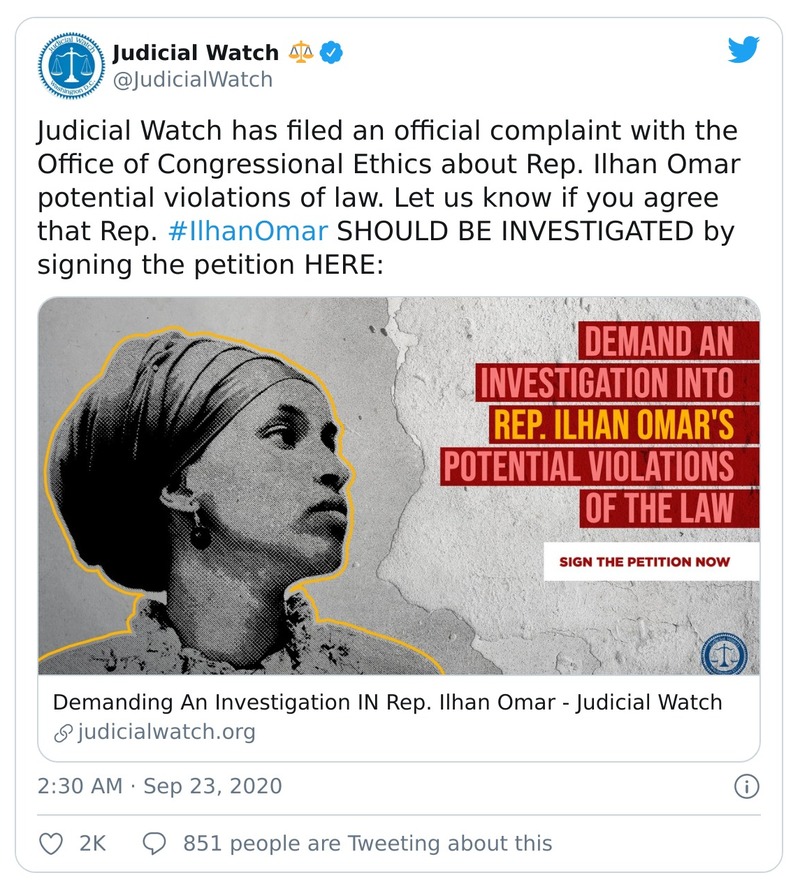 Judicial Watch ⚖️
@JudicialWatch
Judicial Watch has filed an official complaint with the
Office of Congressional Ethics about Rep. Ilhan Omar
potential violations of law. Let us know if you agree
that Rep. #IlhanOmar SHOULD BE INVESTIGATED by
signing the petition HERE:
DEMAND AN
INVESTIGATION INTO
REP. ILHAN OMAR'S
POTENTIAL VIOLATIONS
OF THE LAW
SIGN THE PETITION NOW
Demanding An Investigation IN Rep. Ilhan Omar - Judicial Watch
judicialwatch.org
2:30 AM · Sep 23, 2020
2K 851 people are Tweeting about this